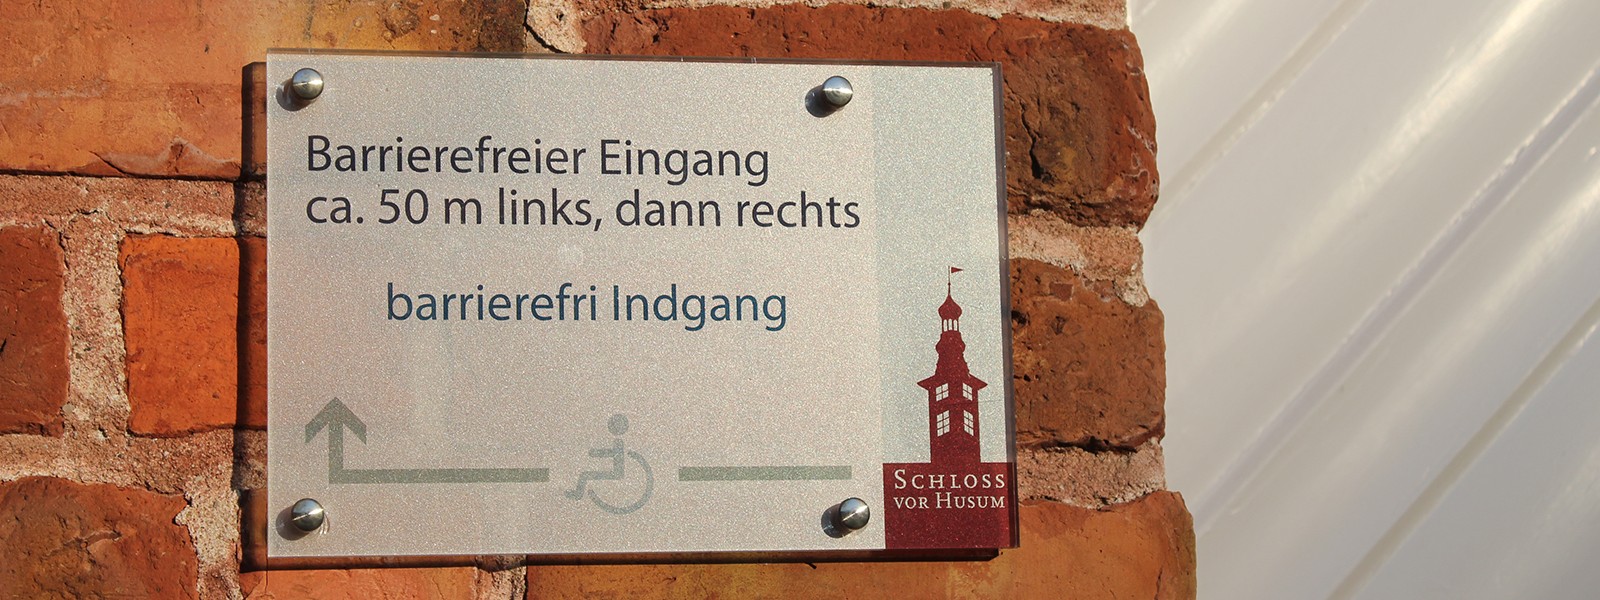 Barrierefreier Eingang
ca. 50 m links, dann rechts
barrierefri Indgang
SCHLOSS
VOR HUSUM